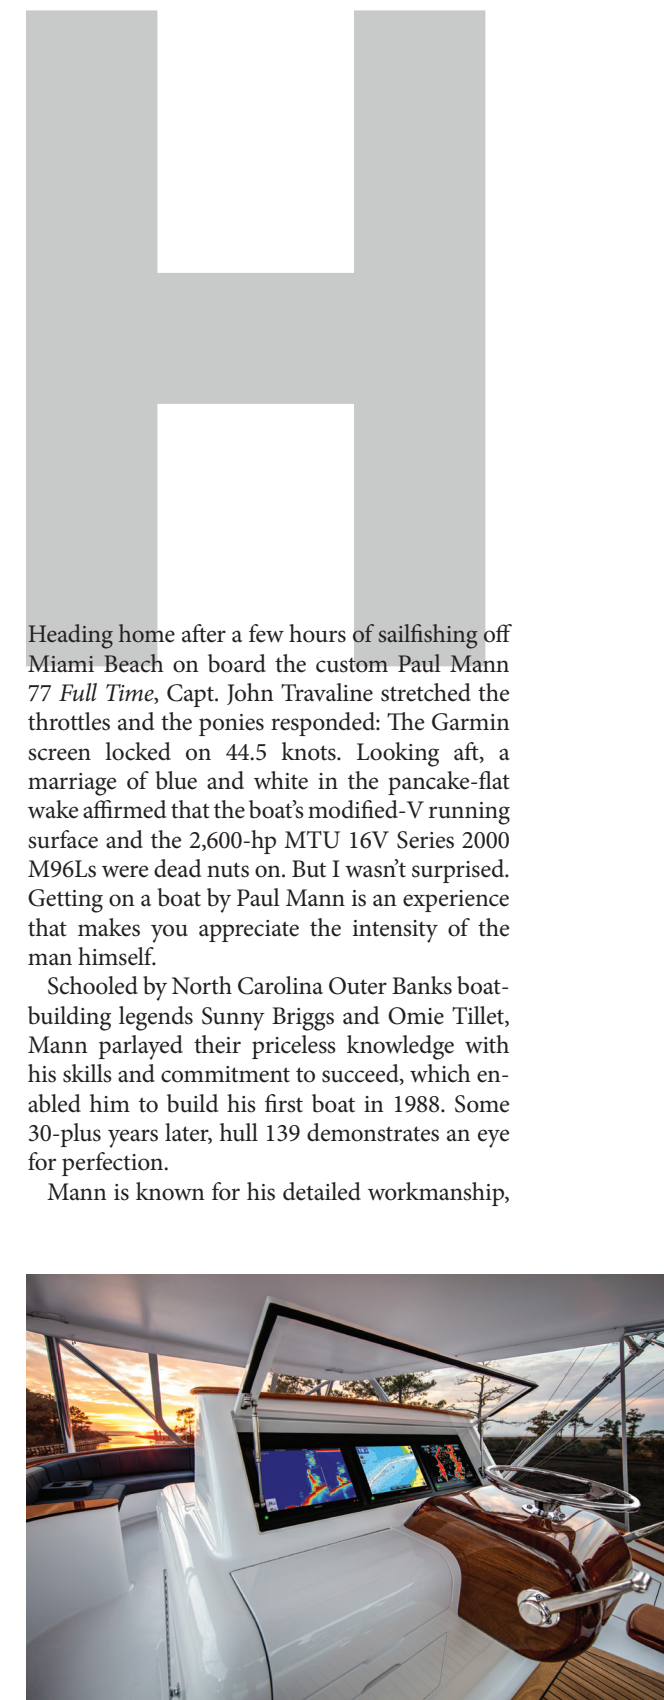 H
Heading home after a few hours of sailfishing off
Miami Beach on board the custom Paul Mann
77 Full Time, Capt. John Travaline stretched the
throttles and the ponies responded: The Garmin
screen locked on 44.5 knots. Looking aft, a
marriage of blue and white in the pancake-flat
wake affirmed that the boat's modified-V running
surface and the 2,600-hp MTU 16V Series 2000
M96Ls were dead nuts on. But I wasn't surprised.
Getting on a boat by Paul Mann is an experience
that makes you appreciate the intensity of the
man himself.
Schooled by North Carolina Outer Banks boat-
building legends Sunny Briggs and Omie Tillet,
Mann parlayed their priceless knowledge with
his skills and commitment to succeed, which en-
abled him to build his first boat in 1988. Some
30-plus years later, hull 139 demonstrates an eye
for perfection.
Mann is known for his detailed workmanship,